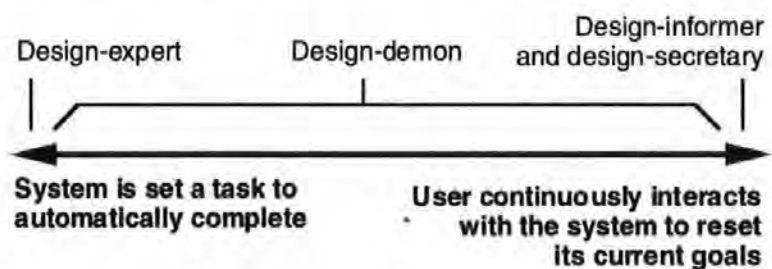 Design-expert
Design-demon
Design-informer
and design-secretary
System is set a task to
automatically complete
User continuously interacts
with the system to reset
its current goals